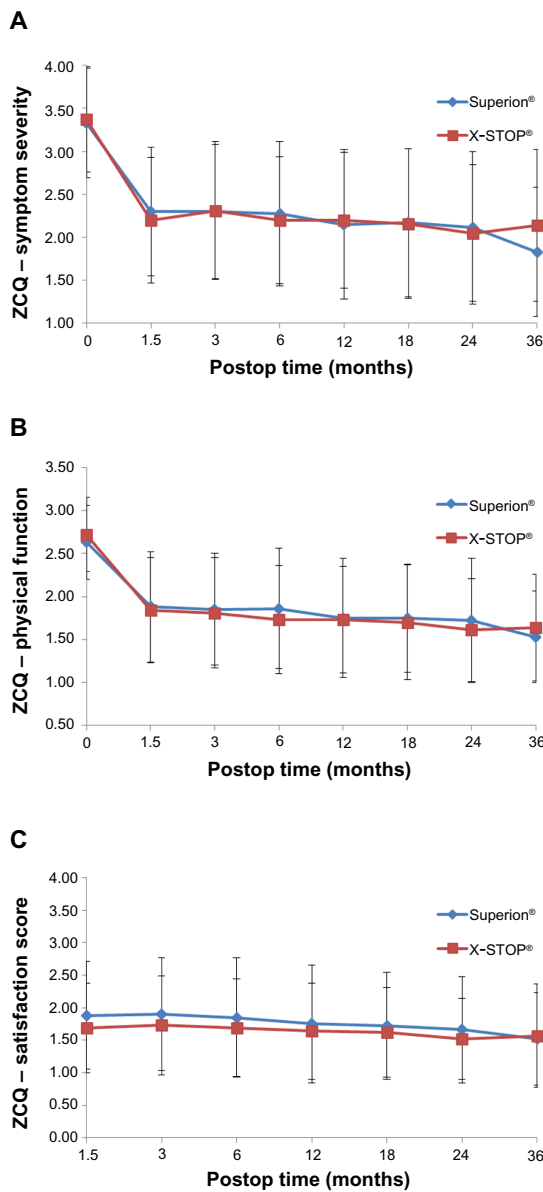 A
ZCQ – symptom severity
4.00
3.50
3.00
2.50
2.00
1.50
1.00
Superion®
X-STOP®
0 1.5 3 6 12 18 24 36
Postop time (months)
B
ZCQ – physical function
3.50
3.00
2.50
2.00
1.50
1.00
0.50
Superion®
X-STOP®
0 1.5 3 6 12 18 24 36
Postop time (months)
C
ZCQ – satisfaction score
4.00
3.50
3.00
2.50
2.00
1.50
1.00
0.50
0.00
Superion®
X-STOP®
1.5 3 6 12 18 24 36
Postop time (months)